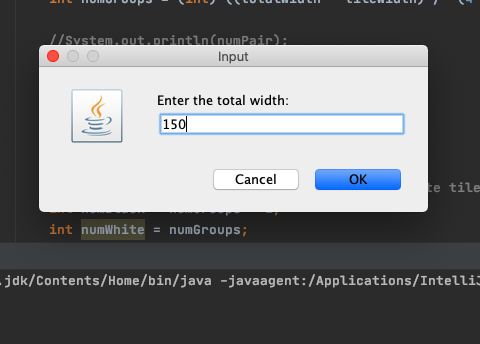 int numGroups = (int) ((totalWidth - tileWidth) / (4
//System.out.println(numPair);
Input
Enter the total width:
150
Cancel
OK
te tile
int numBlack = numGroups
int numWhite = numGroups;
.jdk/Contents/Home/bin/java -javaagent:/Applications/IntelliJ